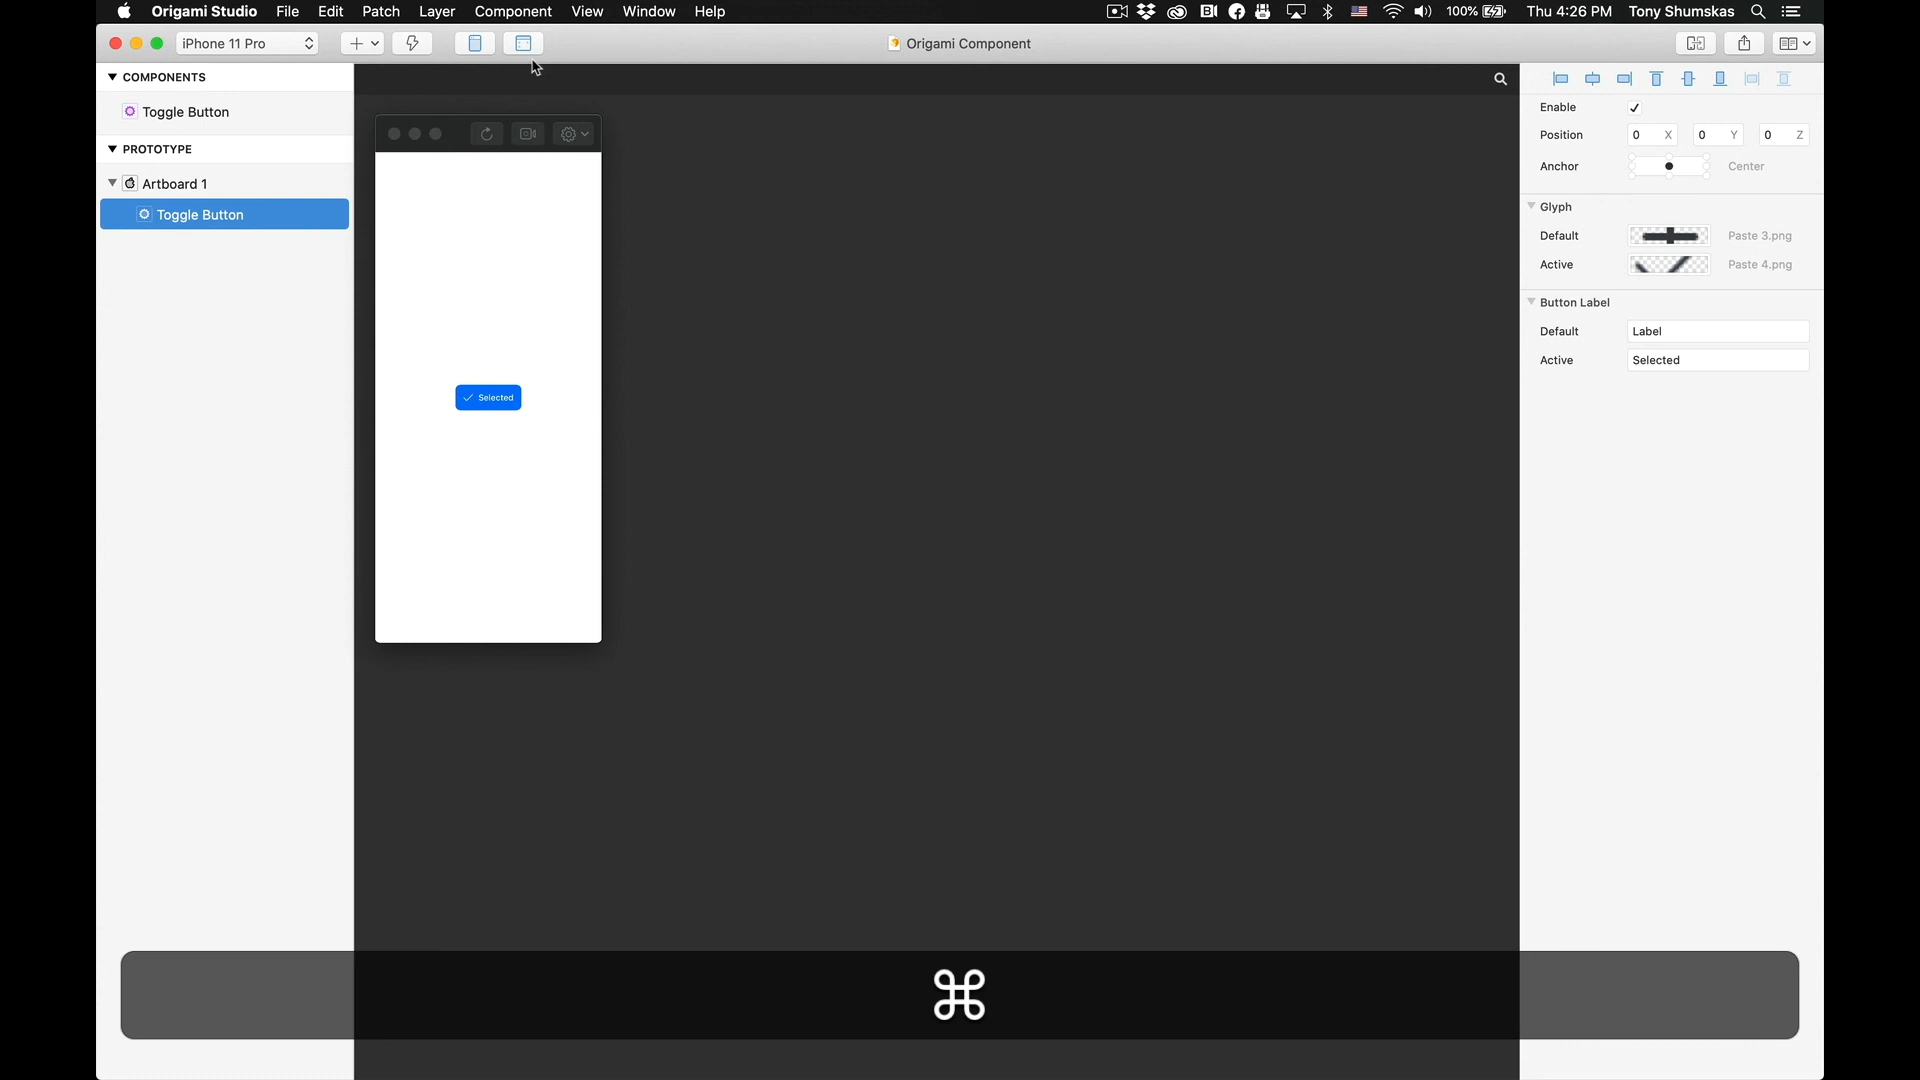 Origami Studio File Edit Patch Layer Component View Window Help 100% Thu 4:26 PM Tony Shumskas
iPhone 11 Pro Origami Component
COMPONENTS
Toggle Button
PROTOTYPE
Artboard 1
Toggle Button
Selected
Enable
Position 0 X 0 Y 0 Z
Anchor Center
Glyph
Default Paste 3.png
Active Paste 4.png
Button Label
Default Label
Active Selected
⌘